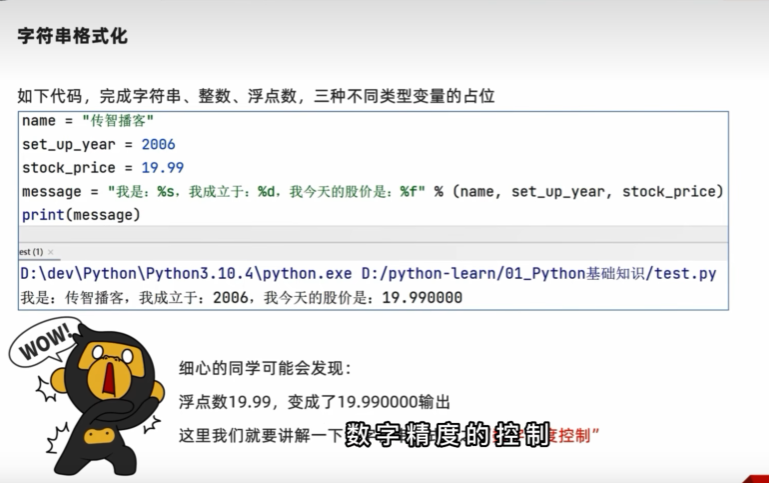 字符串格式化
如下代码，完成字符串、整数、浮点数，三种不同类型变量的占位
name = "传智播客"
set_up_year = 2006
stock_price = 19.99
message = "我是：%s，我成立于：%d，我今天的股价是：%f" % (name, set_up_year, stock_price)
print(message)
est (1) ×
D:\dev\Python\Python3.10.4\python.exe D:/python-learn/01_Python基础知识/test.py
我是：传智播客，我成立于：2006，我今天的股价是：19.990000
WOW!
细心的同学可能会发现：
浮点数19.99，变成了19.990000输出
这里我们就要讲解一下 度控制”
数字精度的控制